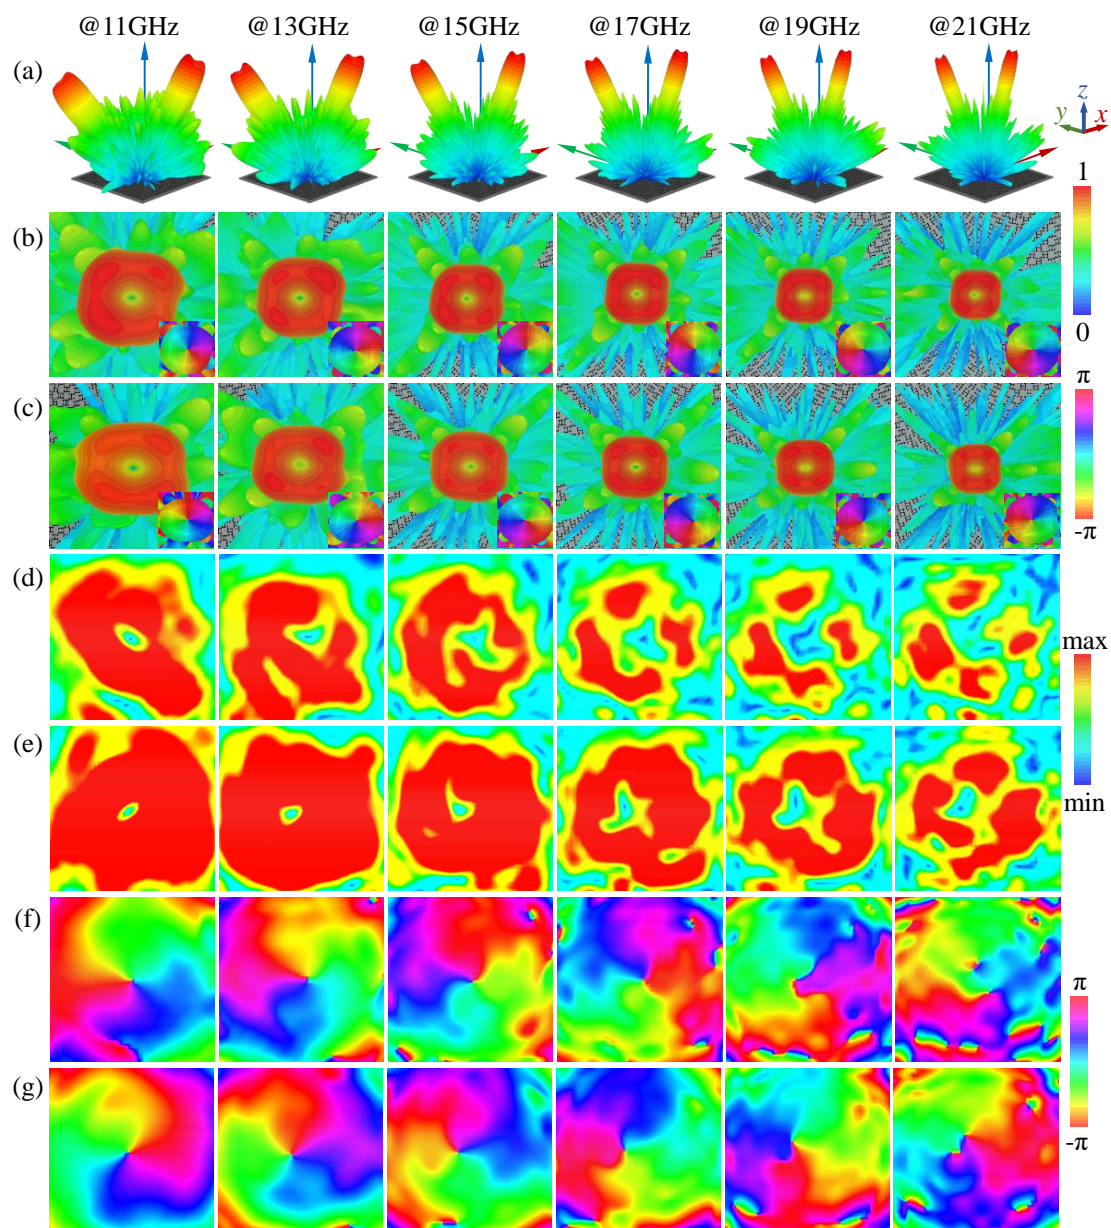 @11GHz @13GHz @15GHz @17GHz @19GHz @21GHz
(a)
z
y x
1
(b)
0
π
(c)
-π
(d)
max
(e)
min
(f)
π
(g)
-π